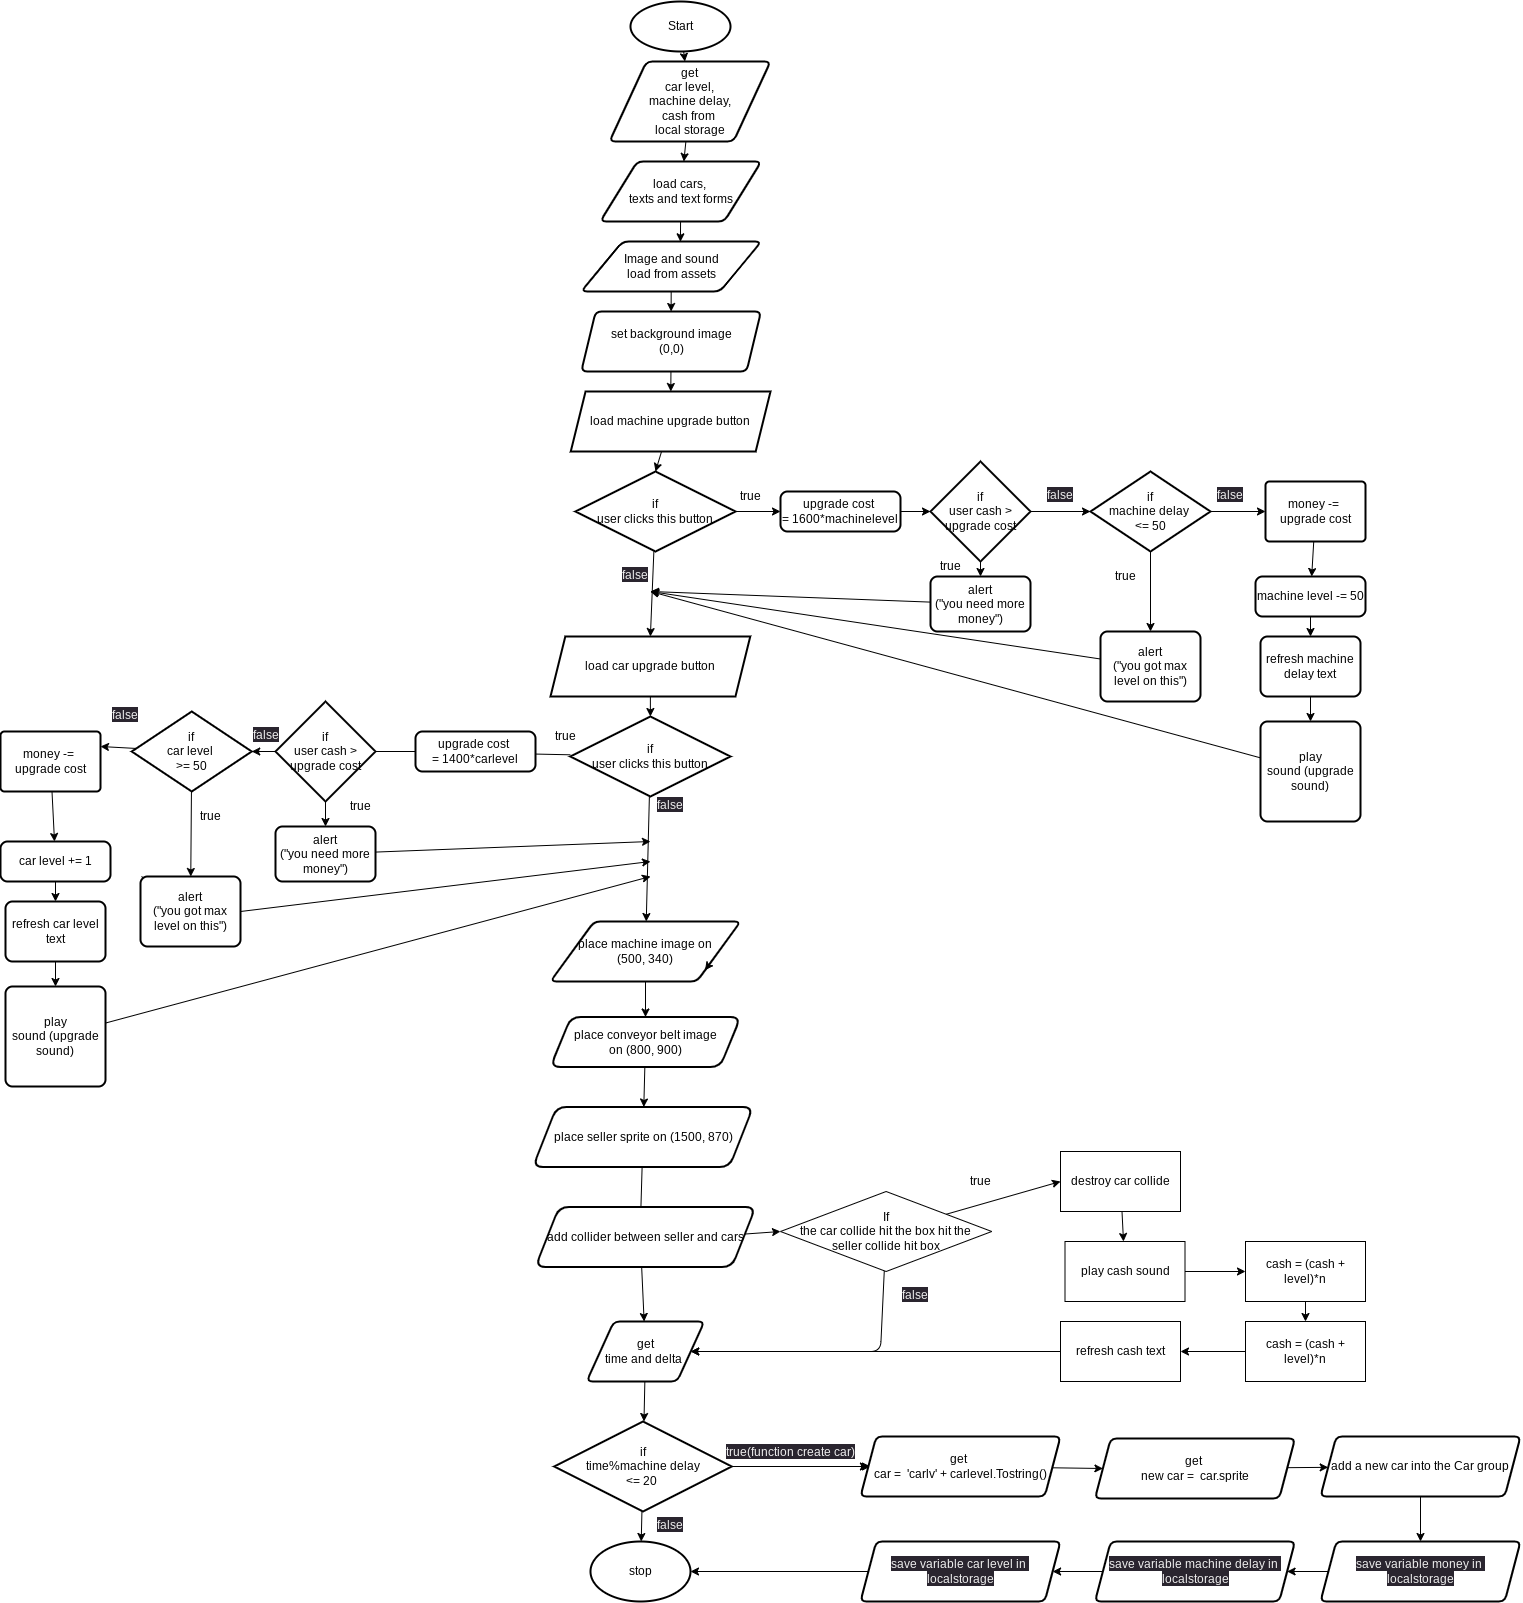 Start
get
car level,
machine delay,
cash from
local storage
load cars,
texts and text forms
Image and sound
load from assets
set background image
(0,0)
load machine upgrade button
if
user clicks this button
true
upgrade cost
= 1600*machinelevel
if
user cash >
upgrade cost
false
if
machine delay
<= 50
false
money -=
upgrade cost
false
true
alert
("you need more
money")
true
alert
("you got max
level on this")
machine level -= 50
refresh machine
delay text
play
sound (upgrade
sound)
load car upgrade button
if
user clicks this button
true
upgrade cost
= 1400*carlevel
if
user cash >
upgrade cost
false
if
car level
>= 50
false
money -=
upgrade cost
false
true
alert
("you need more
money")
true
alert
("you got max
level on this")
car level += 1
refresh car level
text
play
sound (upgrade
sound)
place machine image on
(500, 340)
place conveyor belt image
on (800, 900)
place seller sprite on (1500, 870)
add collider between seller and cars
If
the car collide hit the box hit the
seller collide hit box
true
destroy car collide
play cash sound
cash = (cash +
level)*n
cash = (cash +
level)*n
refresh cash text
false
get
time and delta
if
time%machine delay
<= 20
true(function create car)
get
car =  'carlv' + carlevel.Tostring()
get
new car =  car.sprite
add a new car into the Car group
false
stop
save variable car level in
localstorage
save variable machine delay in
localstorage
save variable money in
localstorage